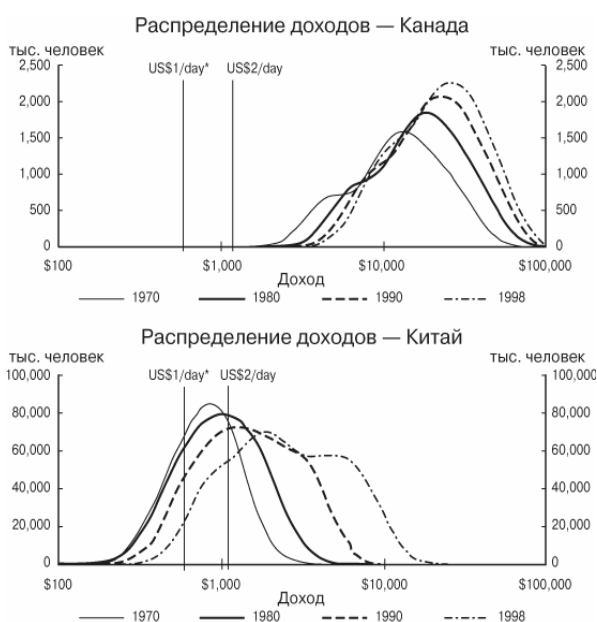 Распределение доходов — Канада
тыс. человек тыс. человек
US$1/day* US$2/day
2,500 2,500
2,000 2,000
1,500 1,500
1,000 1,000
500 500
0 0
$100 $1,000 $10,000 $100,000
Доход
1970 1980 1990 1998
Распределение доходов — Китай
тыс. человек тыс. человек
US$1/day* US$2/day
100,000 100,000
80,000 80,000
60,000 60,000
40,000 40,000
20,000 20,000
0 0
$100 $1,000 $10,000 $100,000
Доход
1970 1980 1990 1998